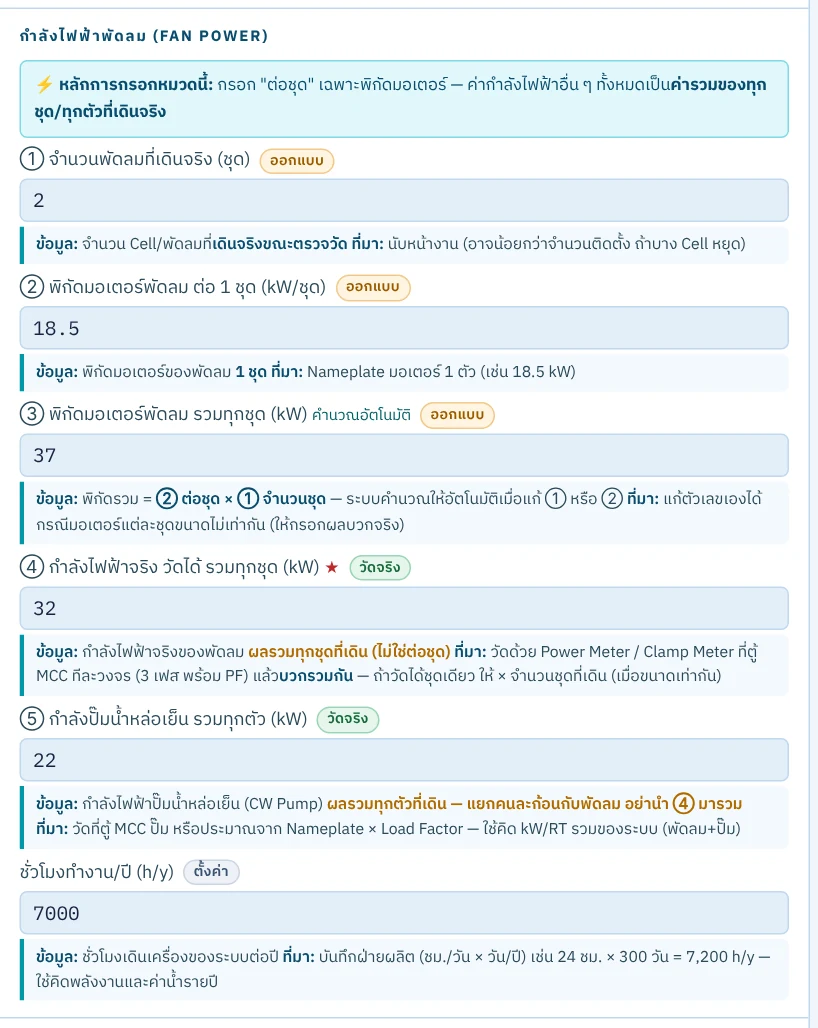 กำลังไฟฟ้าพัดลม (FAN POWER)
⚡ หลักการกรอกหมวดนี้: กรอก "ต่อชุด" เฉพาะพิกัดมอเตอร์ — ค่ากำลังไฟฟ้าอื่น ๆ ทั้งหมดเป็นค่ารวมของทุก
ชุด/ทุกตัวที่เดินจริง
① จำนวนพัดลมที่เดินจริง (ชุด) ออกแบบ
2
ข้อมูล: จำนวน Cell/พัดลมที่เดินจริงขณะตรวจวัด ที่มา: นับหน้างาน (อาจน้อยกว่าจำนวนติดตั้ง ถ้าบาง Cell หยุด)
② พิกัดมอเตอร์พัดลม ต่อ 1 ชุด (kW/ชุด) ออกแบบ
18.5
ข้อมูล: พิกัดมอเตอร์ของพัดลม 1 ชุด ที่มา: Nameplate มอเตอร์ 1 ตัว (เช่น 18.5 kW)
③ พิกัดมอเตอร์พัดลม รวมทุกชุด (kW) คำนวณอัตโนมัติ ออกแบบ
37
ข้อมูล: พิกัดรวม = ② ต่อชุด × ① จำนวนชุด — ระบบคำนวณให้อัตโนมัติเมื่อแก้ ① หรือ ② ที่มา: แก้ตัวเลขเองได้
กรณีมอเตอร์แต่ละชุดขนาดไม่เท่ากัน (ให้กรอกผลบวกจริง)
④ กำลังไฟฟ้าจริง วัดได้ รวมทุกชุด (kW) ★ วัดจริง
32
ข้อมูล: กำลังไฟฟ้าจริงของพัดลม ผลรวมทุกชุดที่เดิน (ไม่ใช่ต่อชุด) ที่มา: วัดด้วย Power Meter / Clamp Meter ที่ตู้
MCC ทีละวงจร (3 เฟส พร้อม PF) แล้วบวกรวมกัน — ถ้าวัดได้ชุดเดียว ให้ × จำนวนชุดที่เดิน (เมื่อขนาดเท่ากัน)
⑤ กำลังปั๊มน้ำหล่อเย็น รวมทุกตัว (kW) วัดจริง
22
ข้อมูล: กำลังไฟฟ้าปั๊มน้ำหล่อเย็น (CW Pump) ผลรวมทุกตัวที่เดิน — แยกคนละก้อนกับพัดลม อย่านำ ④ มารวม
ที่มา: วัดที่ตู้ MCC ปั๊ม หรือประมาณจาก Nameplate × Load Factor — ใช้คิด kW/RT รวมของระบบ (พัดลม+ปั๊ม)
ชั่วโมงทำงาน/ปี (h/y) ตั้งค่า
7000
ข้อมูล: ชั่วโมงเดินเครื่องของระบบต่อปี ที่มา: บันทึกฝ่ายผลิต (ชม./วัน × วัน/ปี) เช่น 24 ชม. × 300 วัน = 7,200 h/y —
ใช้คิดพลังงานและค่าน้ำรายปี